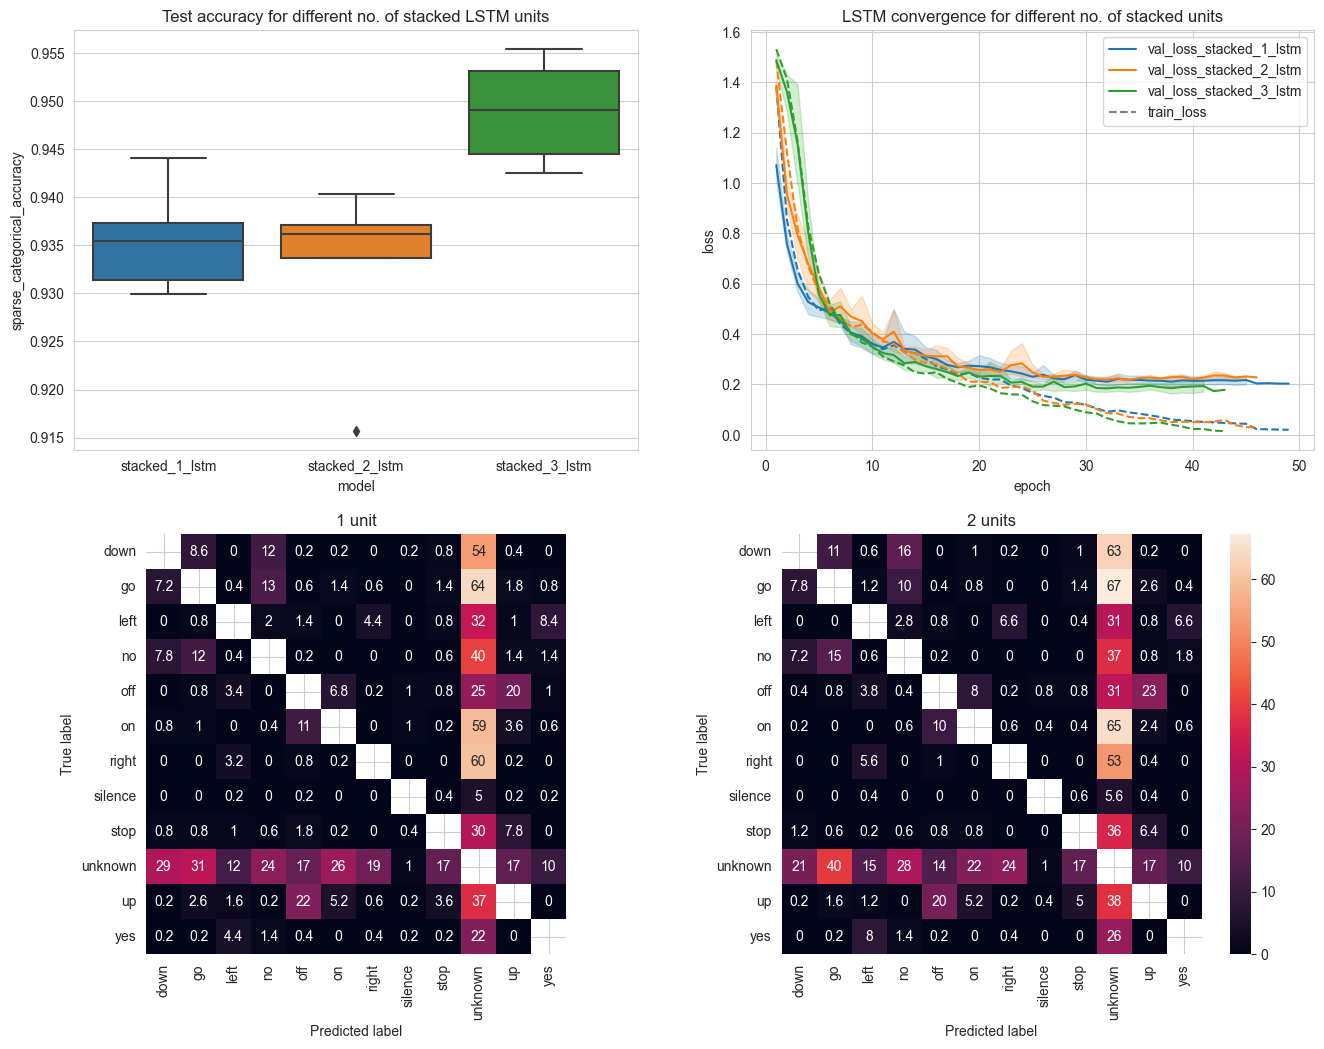 Test accuracy for different no. of stacked LSTM units
0.955
0.950
0.945
0.940
0.935
0.930
0.925
0.920
0.915
sparse_categorical_accuracy
stacked_1_lstm stacked_2_lstm stacked_3_lstm
model
LSTM convergence for different no. of stacked units
1.6
1.4
1.2
1.0
0.8
0.6
0.4
0.2
0.0
loss
val_loss_stacked_1_lstm
val_loss_stacked_2_lstm
val_loss_stacked_3_lstm
train_loss
0 10 20 30 40 50
epoch
1 unit
True label
down 8.6 0 12 0.2 0.2 0 0.2 0.8 54 0.4 0
go 7.2 0.4 13 0.6 1.4 0.6 0 1.4 64 1.8 0.8
left 0 0.8 2 1.4 0 4.4 0 0.8 32 1 8.4
no 7.8 12 0.4 0.2 0 0 0 0.6 40 1.4 1.4
off 0 0.8 3.4 0 6.8 0.2 1 0.8 25 20 1
on 0.8 1 0 0.4 11 0 1 0.2 59 3.6 0.6
right 0 0 3.2 0 0.8 0.2 0 0 60 0.2 0
silence 0 0 0.2 0 0 0 0 0.4 5 0.2 0.2
stop 0.8 0.8 1 0.6 1.8 0.2 0 0.4 30 7.8 0
unknown 29 31 12 24 17 26 19 1 17 17 10
up 0.2 2.6 1.6 0.2 22 5.2 0.6 0.2 3.6 37 0
yes 0.2 0.2 4.4 1.4 0.4 0 0.4 0.2 0.2 22 0
down go left no off on right silence stop unknown up yes
Predicted label
2 units
True label
down 11 0.6 16 0 1 0.2 0 1 63 0.2 0
go 7.8 1.2 10 0.4 0.8 0 0 1.4 67 2.6 0.4
left 0 0 2.8 0.8 0 6.6 0 0.4 31 0.8 6.6
no 7.2 15 0.6 0.2 0 0 0 0 37 0.8 1.8
off 0.4 0.8 3.8 0.4 8 0.2 0.8 0.8 31 23 0
on 0.2 0 0 0.6 10 0.6 0.4 0.4 65 2.4 0.6
right 0 0 5.6 0 1 0 0 0 53 0.4 0
silence 0 0 0.4 0 0 0 0 0.6 5.6 0.4 0
stop 1.2 0.6 0.2 0.6 0.8 0.8 0 0 36 6.4 0
unknown 21 40 15 28 14 22 24 1 17 17 10
up 0.2 1.6 1.2 0 20 5.2 0.2 0.4 5 38 0
yes 0 0.2 8 1.4 0.2 0 0.4 0 0 26 0
down go left no off on right silence stop unknown up yes
Predicted label
60
50
40
30
20
10
0